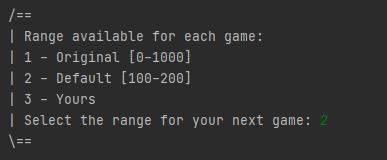 /==
| Range available for each game:
| 1 - Original [0-1000]
| 2 - Default [100-200]
| 3 - Yours
| Select the range for your next game: 2
\==